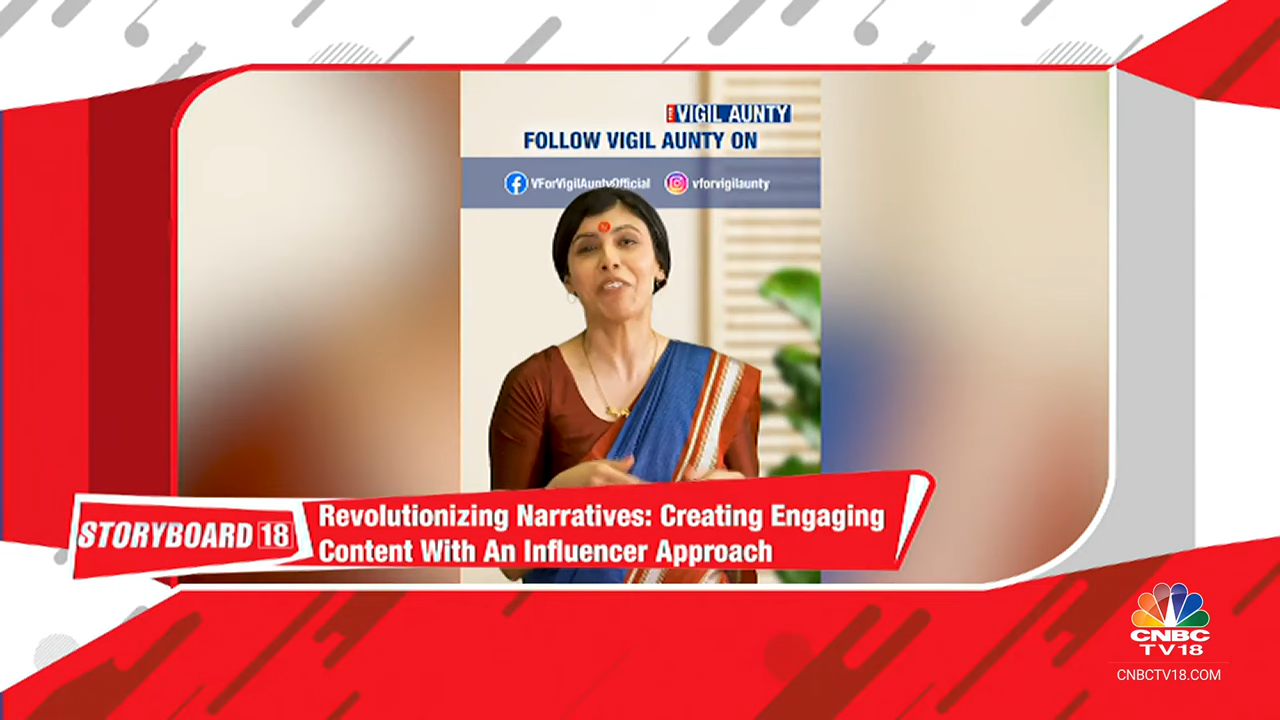 VIGIL AUNTY
FOLLOW VIGIL AUNTY ON
VForVigilAuntyOfficial vforvigilaunty
STORYBOARD 18
Revolutionizing Narratives: Creating Engaging
Content With An Influencer Approach
CNBC
TV18
CNBCTV18.COM